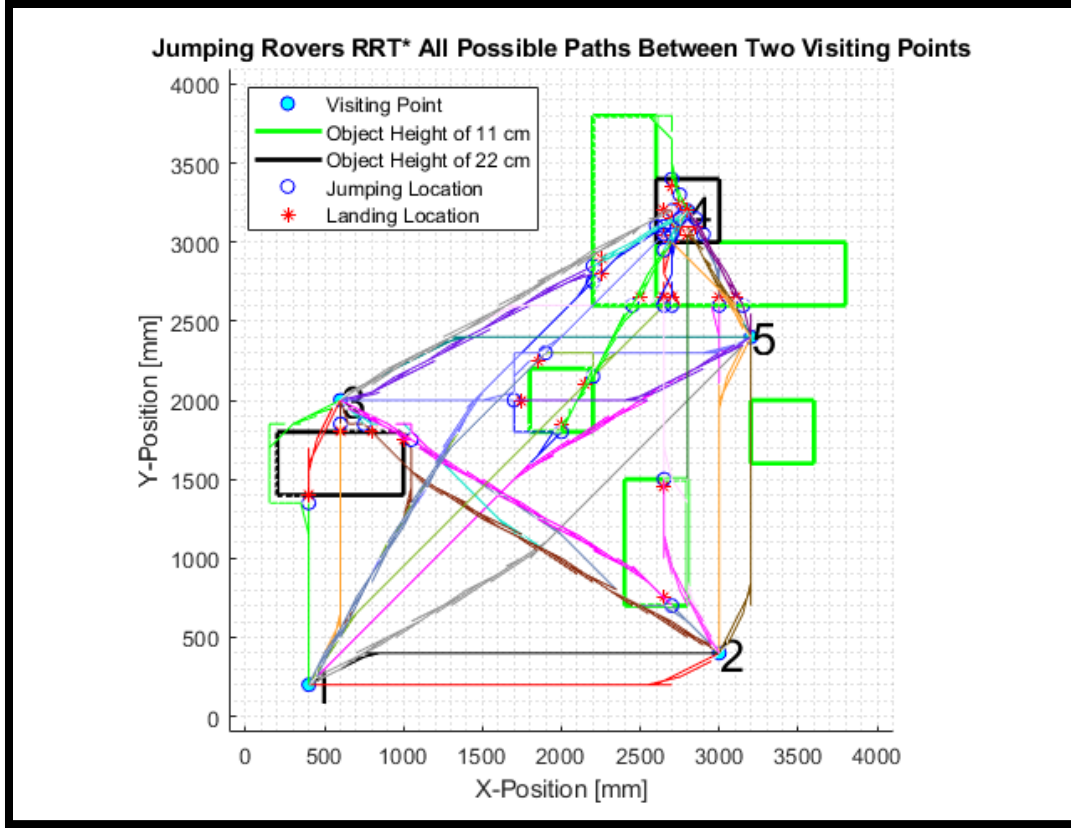 Jumping Rovers RRT* All Possible Paths Between Two Visiting Points
Visiting Point
Object Height of 11 cm
Object Height of 22 cm
Jumping Location
Landing Location
4000
3500
3000
2500
2000
1500
1000
500
0
Y-Position [mm]
4
5
3
2
1
0
500
1000
1500
2000
2500
3000
3500
4000
X-Position [mm]